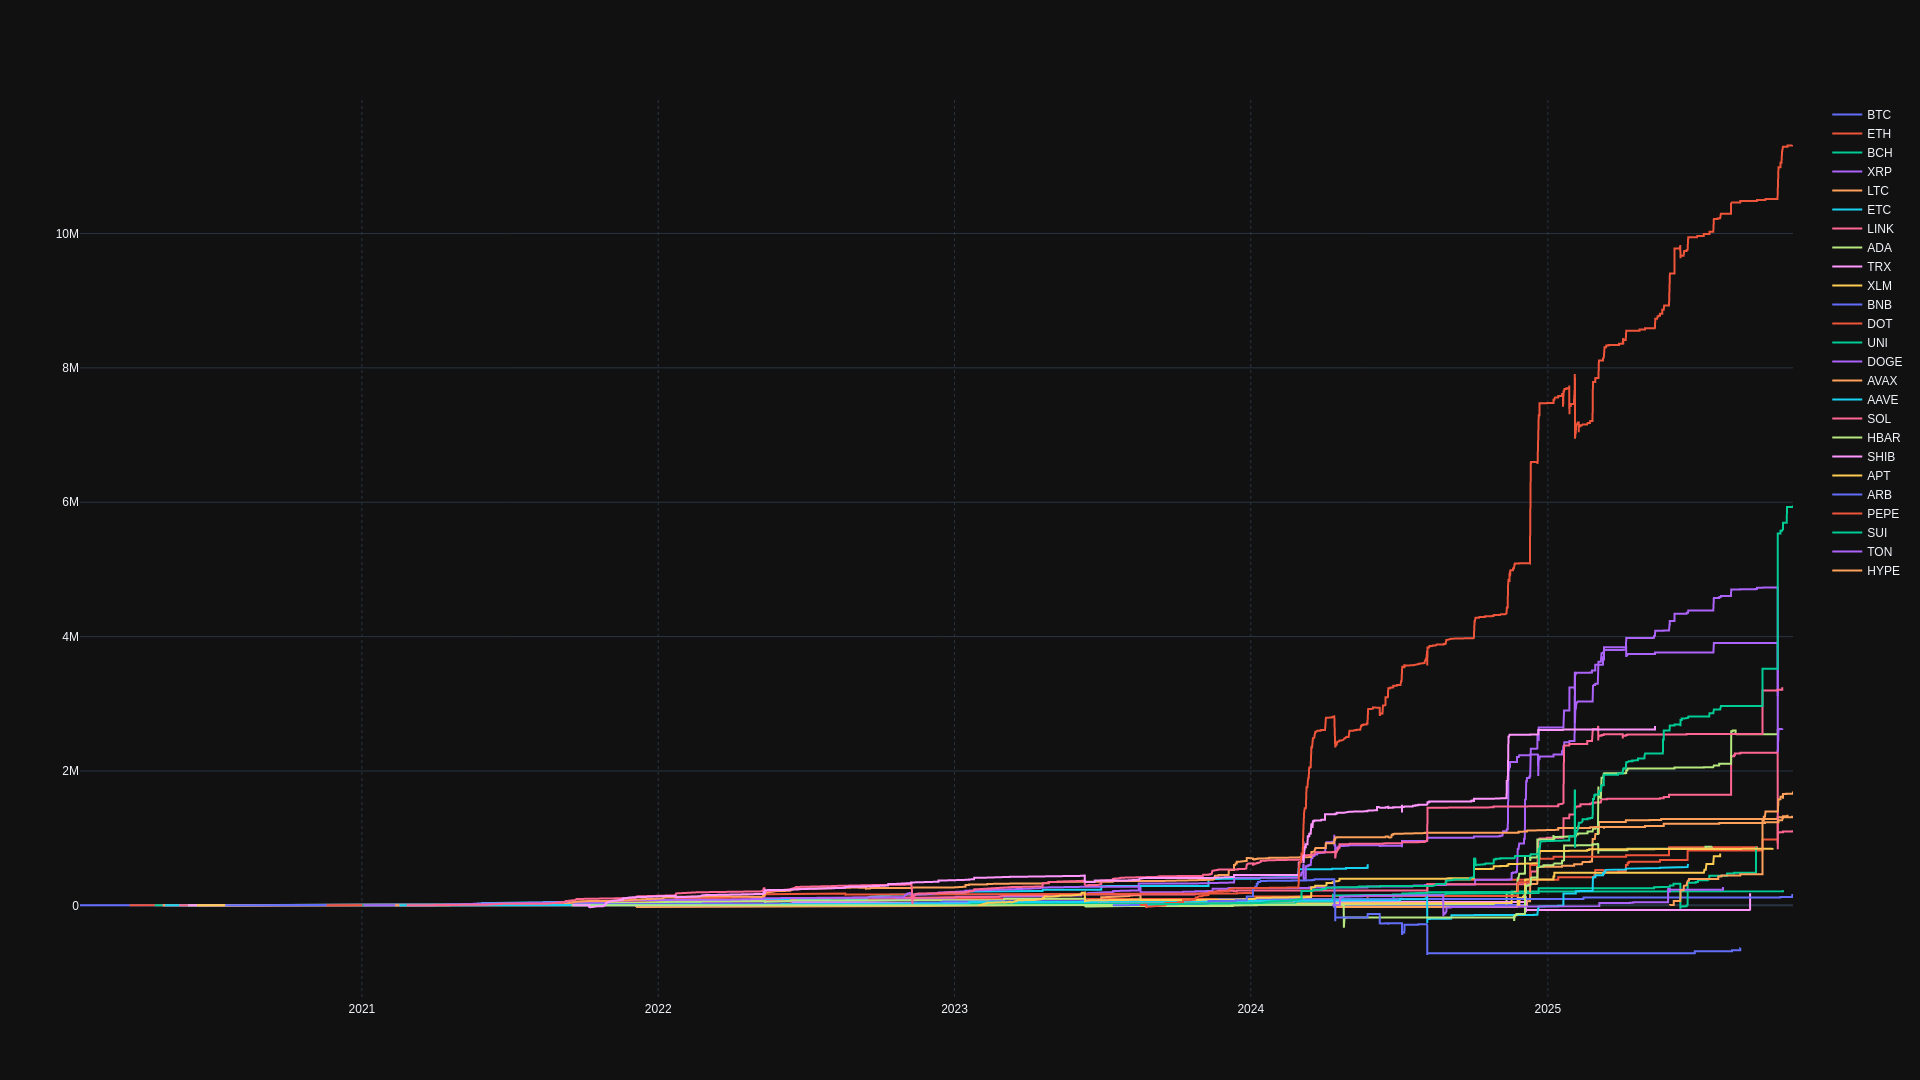 10M
8M
6M
4M
2M
0
2021
2022
2023
2024
2025
BTC
ETH
BCH
XRP
LTC
ETC
LINK
ADA
TRX
XLM
BNB
DOT
UNI
DOGE
AVAX
AAVE
SOL
HBAR
SHIB
APT
ARB
PEPE
SUI
TON
HYPE